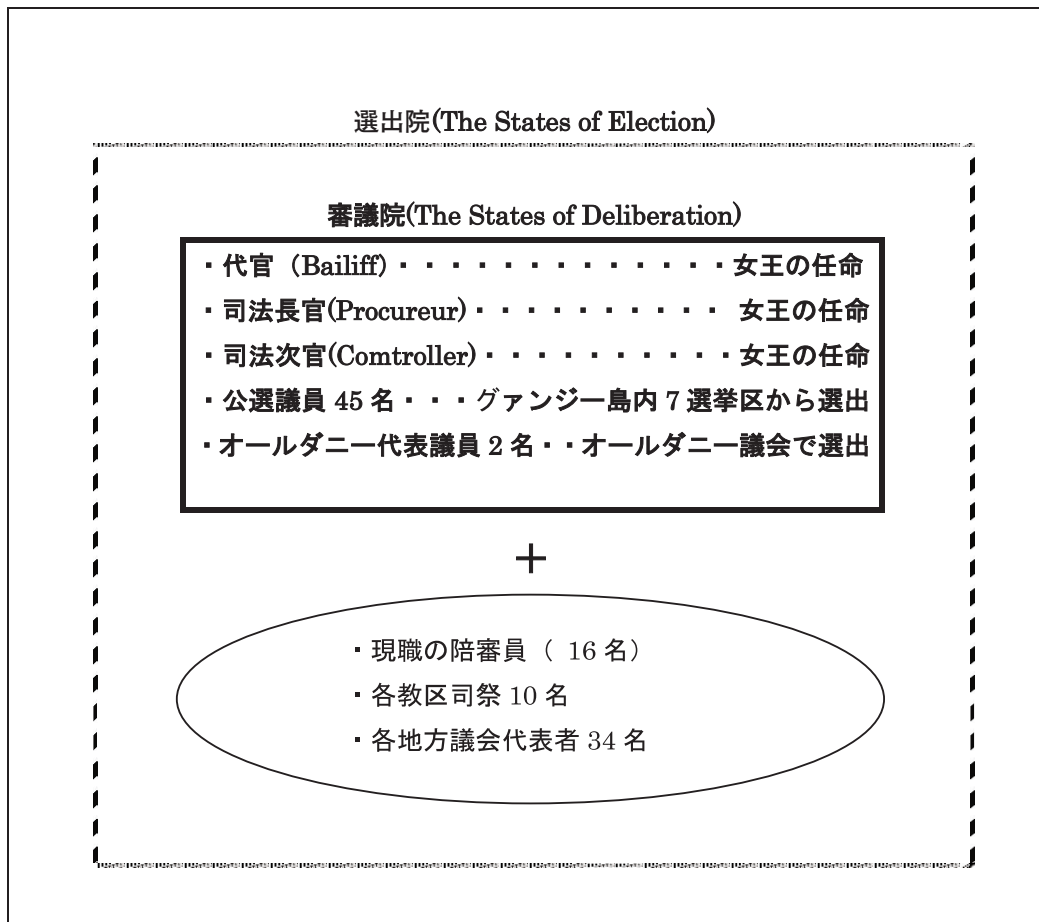 選出院(The States of Election)
審議院(The States of Deliberation)
・代官（Bailiff)・・・・・・・・・・・・・女王の任命
・司法長官(Procureur)・・・・・・・・・・ 女王の任命
・司法次官(Comtroller)・・・・・・・・・・女王の任命
・公選議員 45 名・・・グァンジー島内 7 選挙区から選出
・オールダニー代表議員 2 名・・オールダニー議会で選出
＋
・現職の陪審員（ 16 名）
・各教区司祭 10 名
・各地方議会代表者 34 名